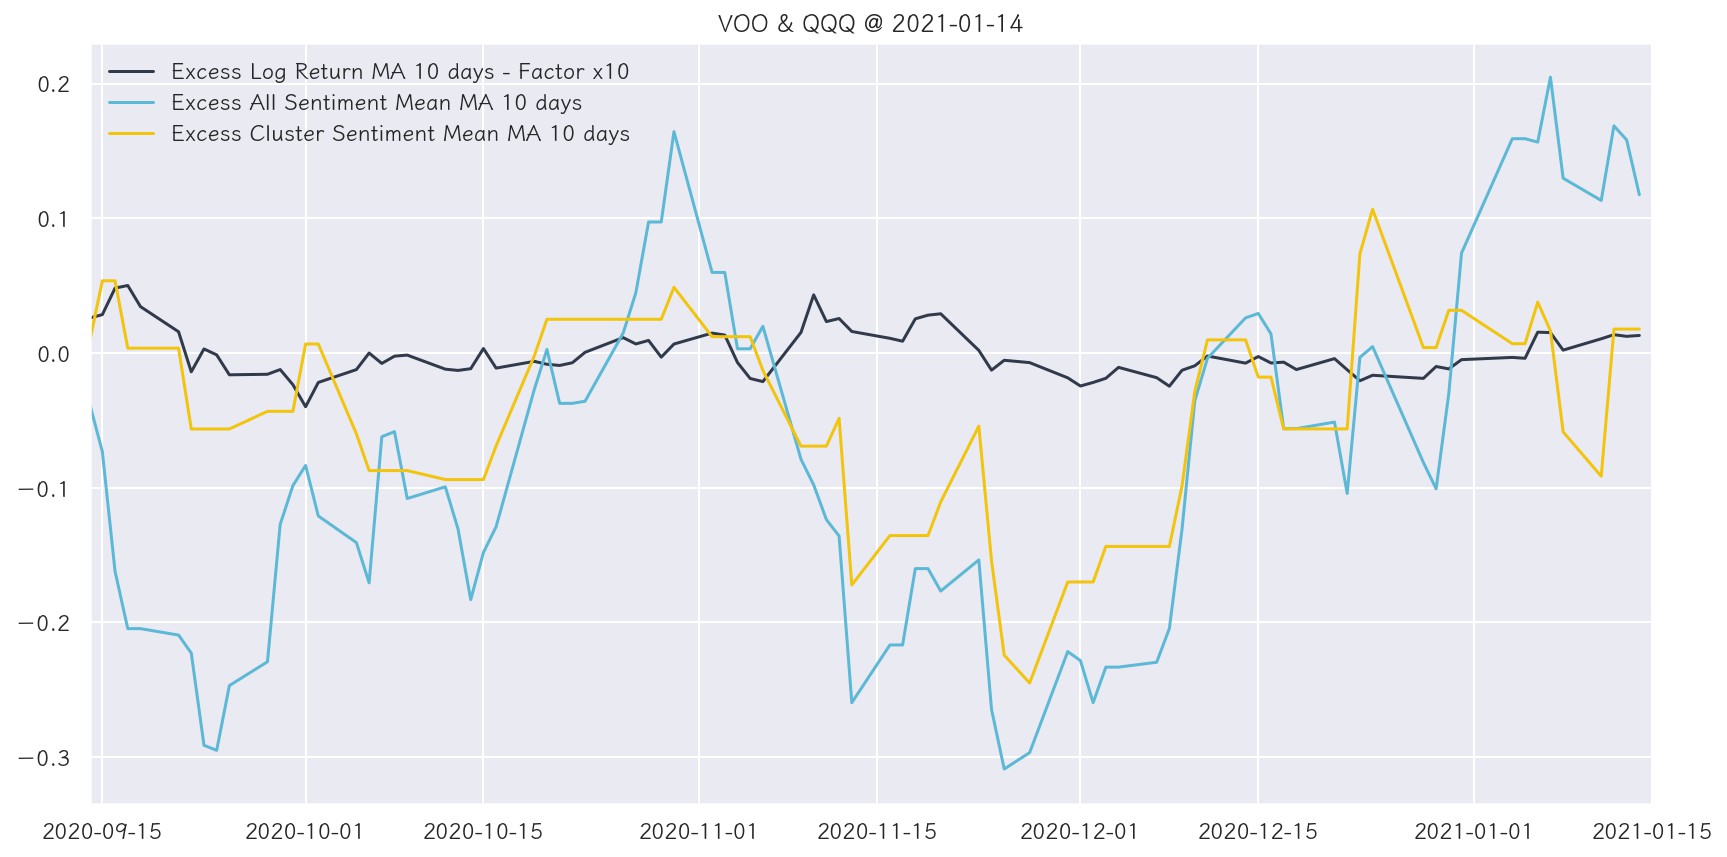 VOO & QQQ @ 2021-01-14
Excess Log Return MA 10 days - Factor x10
Excess All Sentiment Mean MA 10 days
Excess Cluster Sentiment Mean MA 10 days
0.2
0.1
0.0
−0.1
−0.2
−0.3
2020-09-15 2020-10-01 2020-10-15 2020-11-01 2020-11-15 2020-12-01 2020-12-15 2021-01-01 2021-01-15